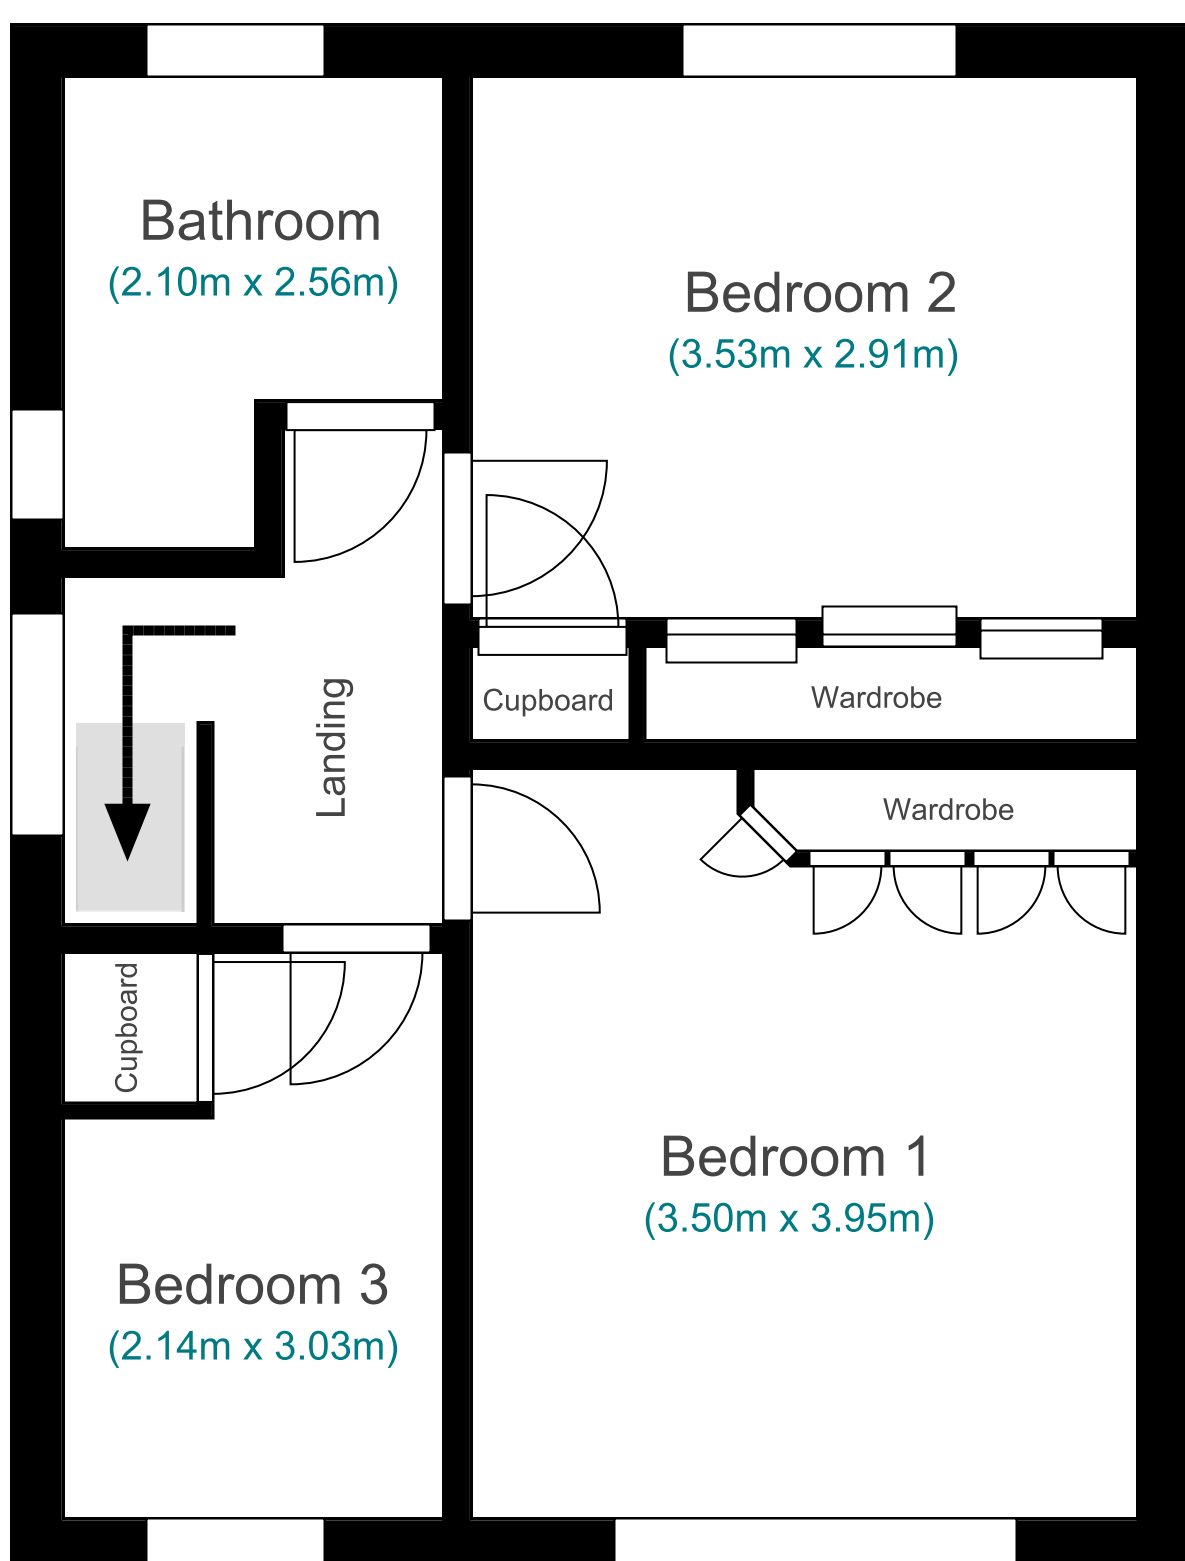 Bathroom
(2.10m x 2.56m)
Bedroom 2
(3.53m x 2.91m)
Landing
Cupboard
Wardrobe
Wardrobe
Cupboard
Bedroom 1
(3.50m x 3.95m)
Bedroom 3
(2.14m x 3.03m)